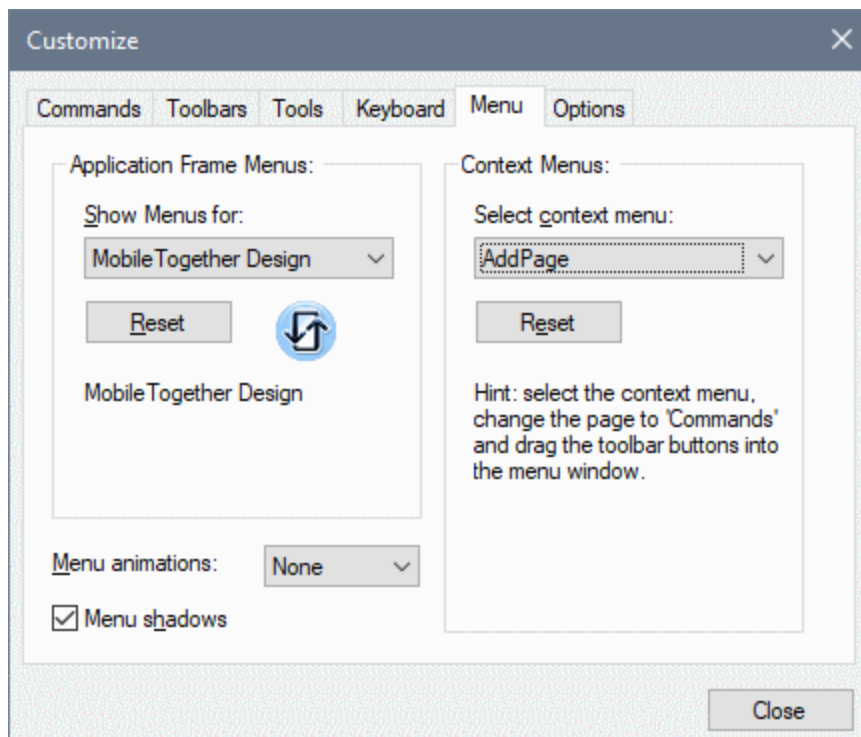 Customize
Commands Toolbars Tools Keyboard Menu Options
Application Frame Menus:
Show Menus for:
MobileTogether Design
Reset
MobileTogether Design
Context Menus:
Select context menu:
AddPage
Reset
Hint: select the context menu,
change the page to 'Commands'
and drag the toolbar buttons into
the menu window.
Menu animations: None
Menu shadows
Close